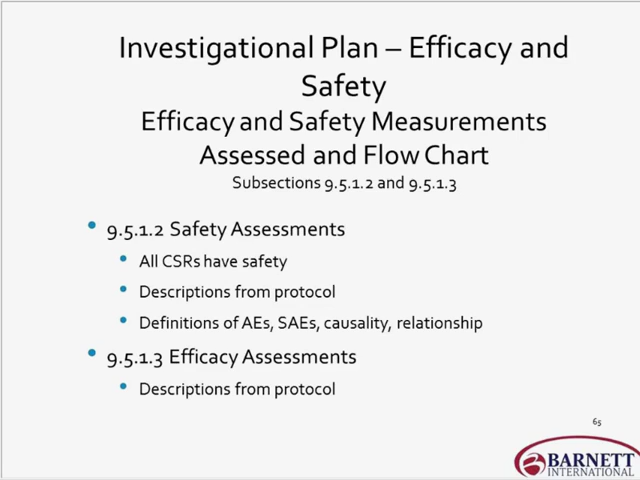 Investigational Plan – Efficacy and
Safety
Efficacy and Safety Measurements
Assessed and Flow Chart
Subsections 9.5.1.2 and 9.5.1.3
• 9.5.1.2 Safety Assessments
• All CSRs have safety
• Descriptions from protocol
• Definitions of AEs, SAEs, causality, relationship
• 9.5.1.3 Efficacy Assessments
• Descriptions from protocol
65
BARNETT
INTERNATIONAL